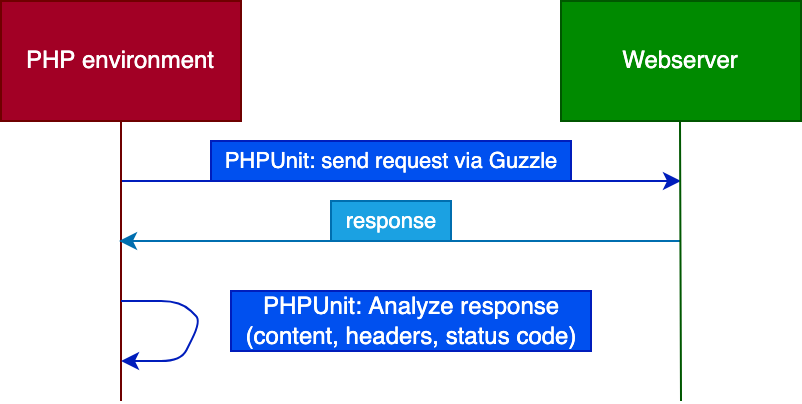 PHP environment
Webserver
PHPUnit: send request via Guzzle
response
PHPUnit: Analyze response
(content, headers, status code)